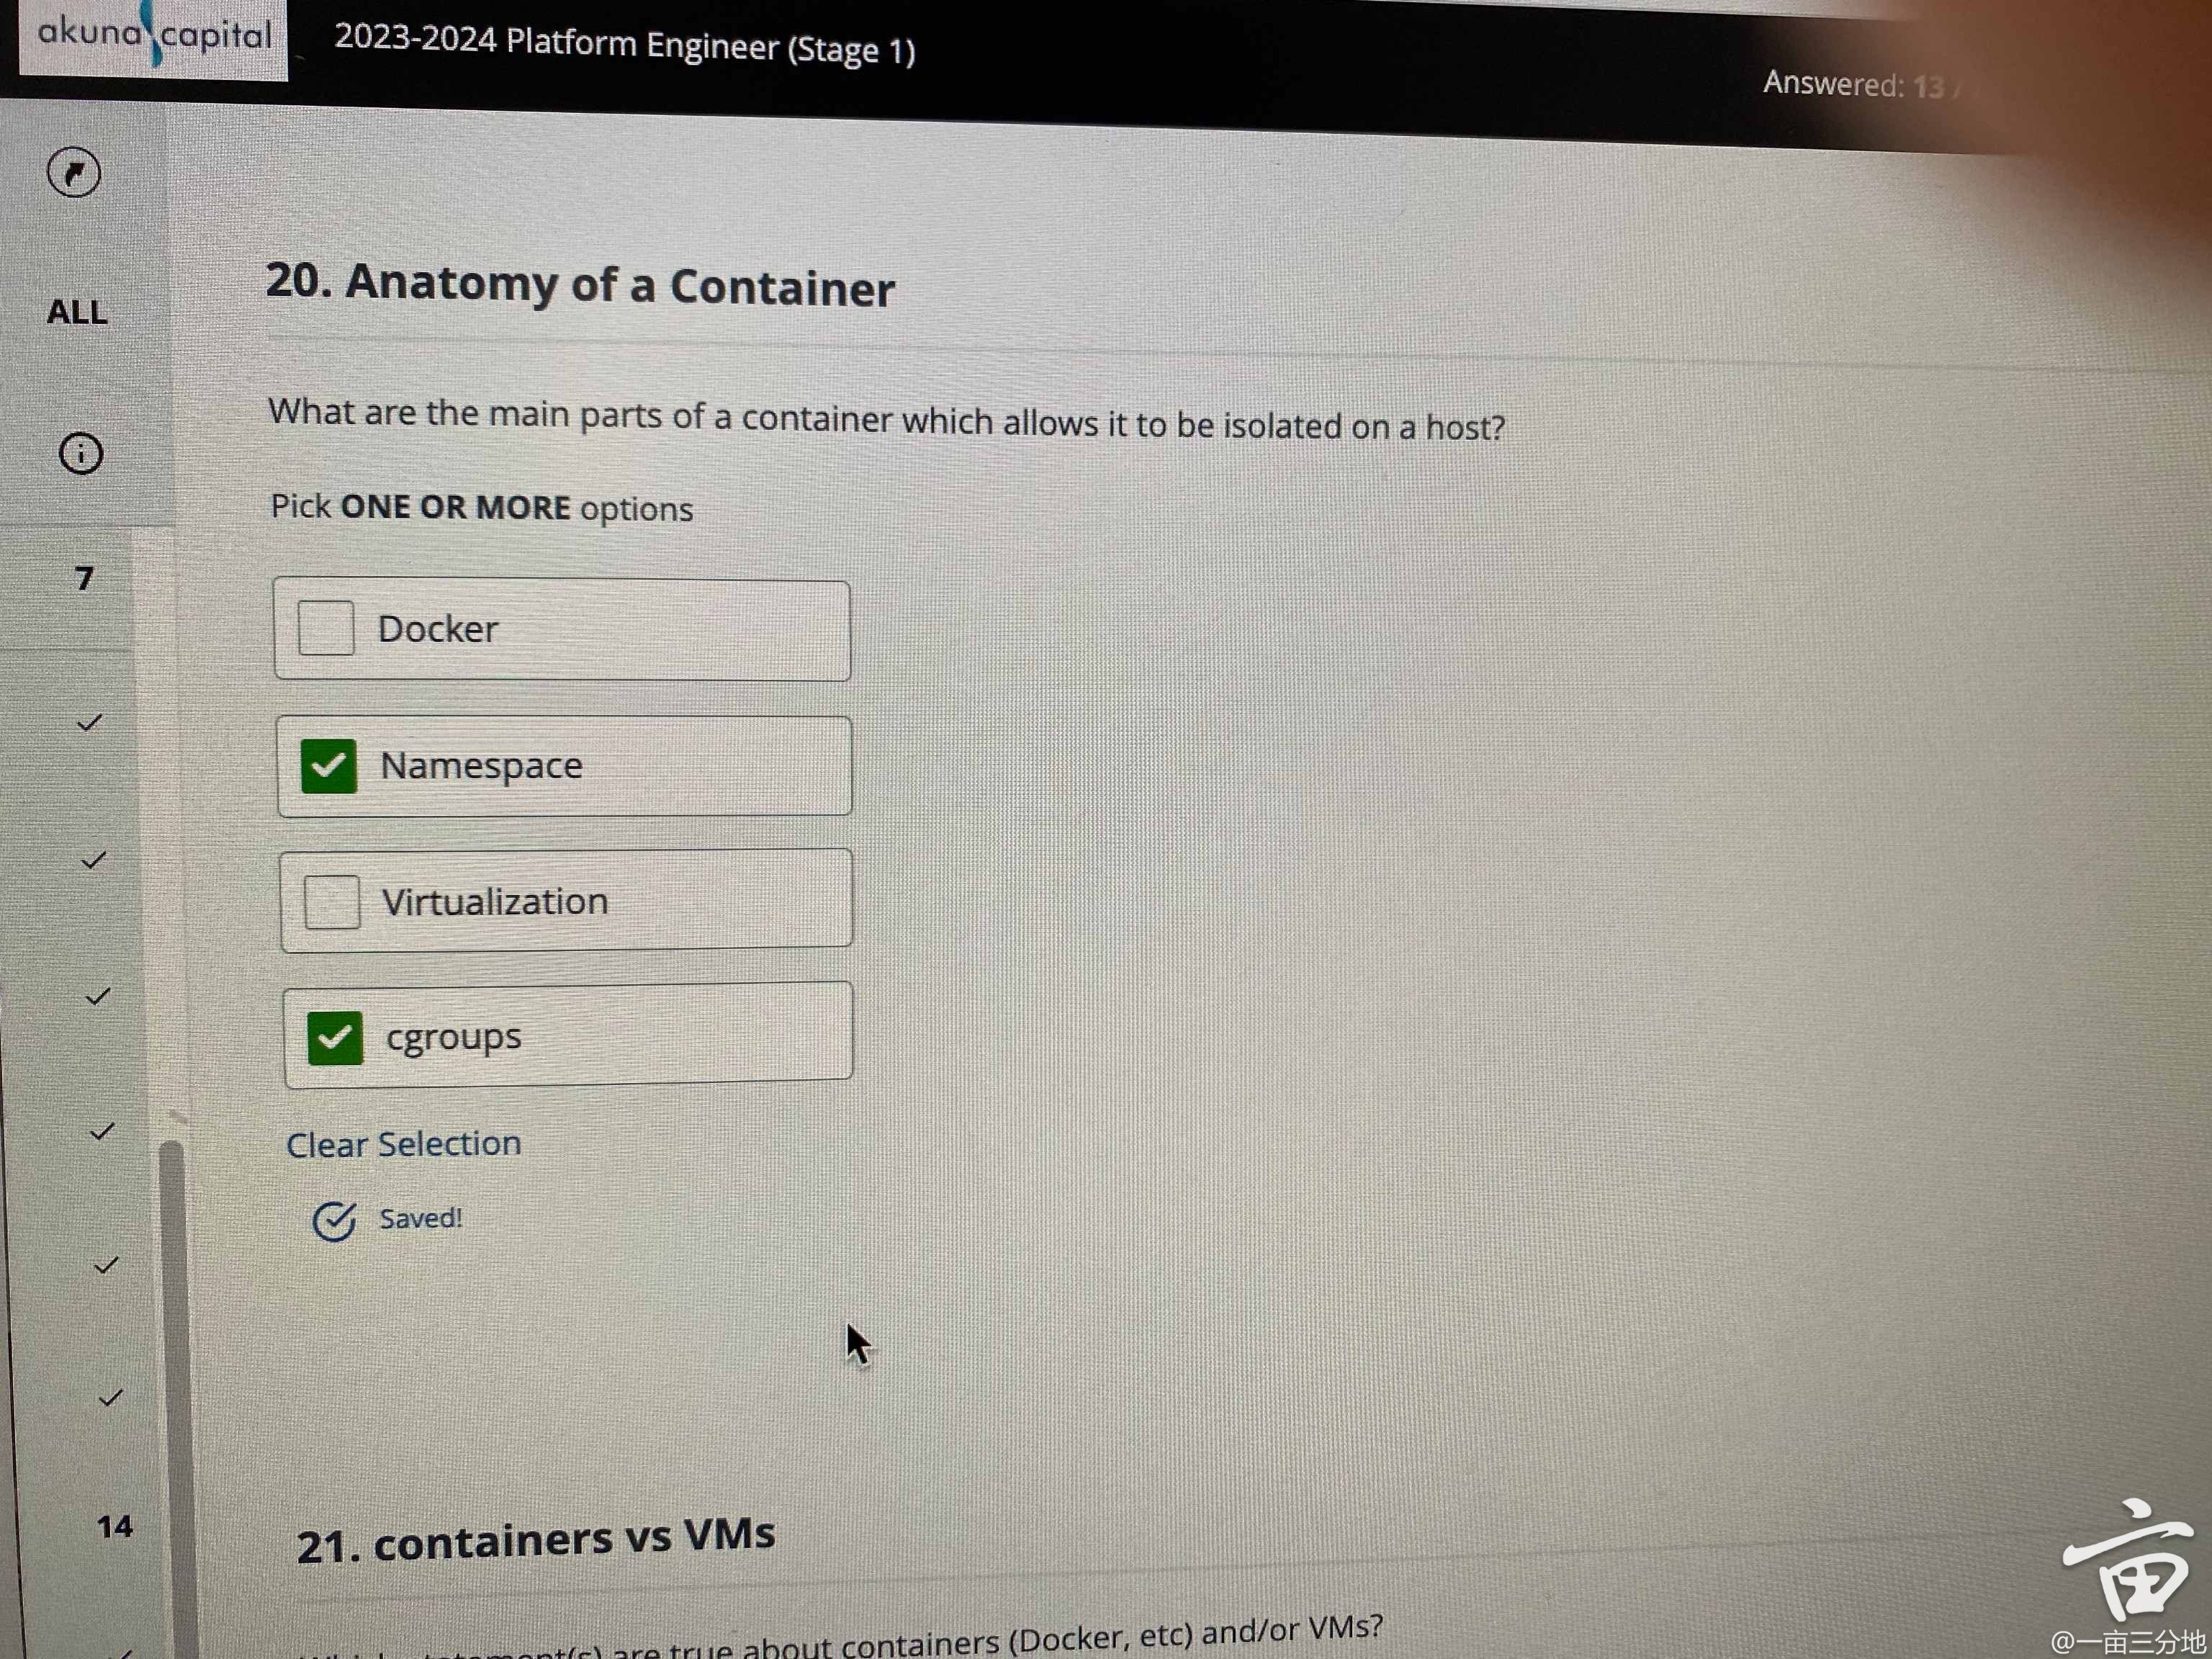 akuna capital
2023-2024 Platform Engineer (Stage 1)
Answered: 13 /
ALL
7
14
20. Anatomy of a Container
What are the main parts of a container which allows it to be isolated on a host?
Pick ONE OR MORE options
Docker
Namespace
Virtualization
cgroups
Clear Selection
Saved!
21. containers vs VMs
are true about containers (Docker, etc) and/or VMs?
亩
@一亩三分地